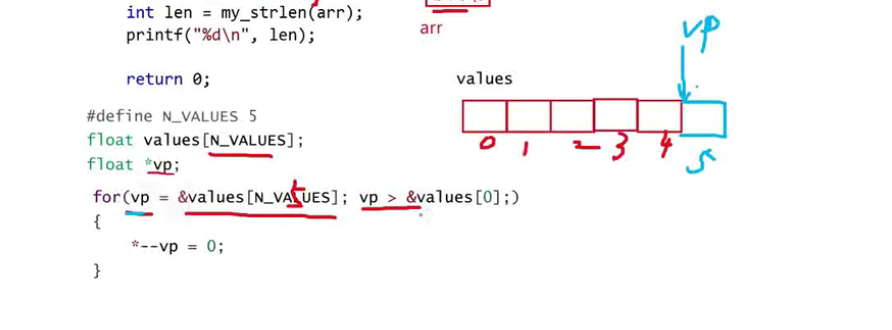 int len = my_strlen(arr);
printf("%d\n", len);
arr
return 0;
vp
values
#define N_VALUES 5
float values[N_VALUES];
float *vp;
0 1 2 3 4 5
for(vp = &values[N_VALUES]; vp > &values[0];)
5
{
*--vp = 0;
}